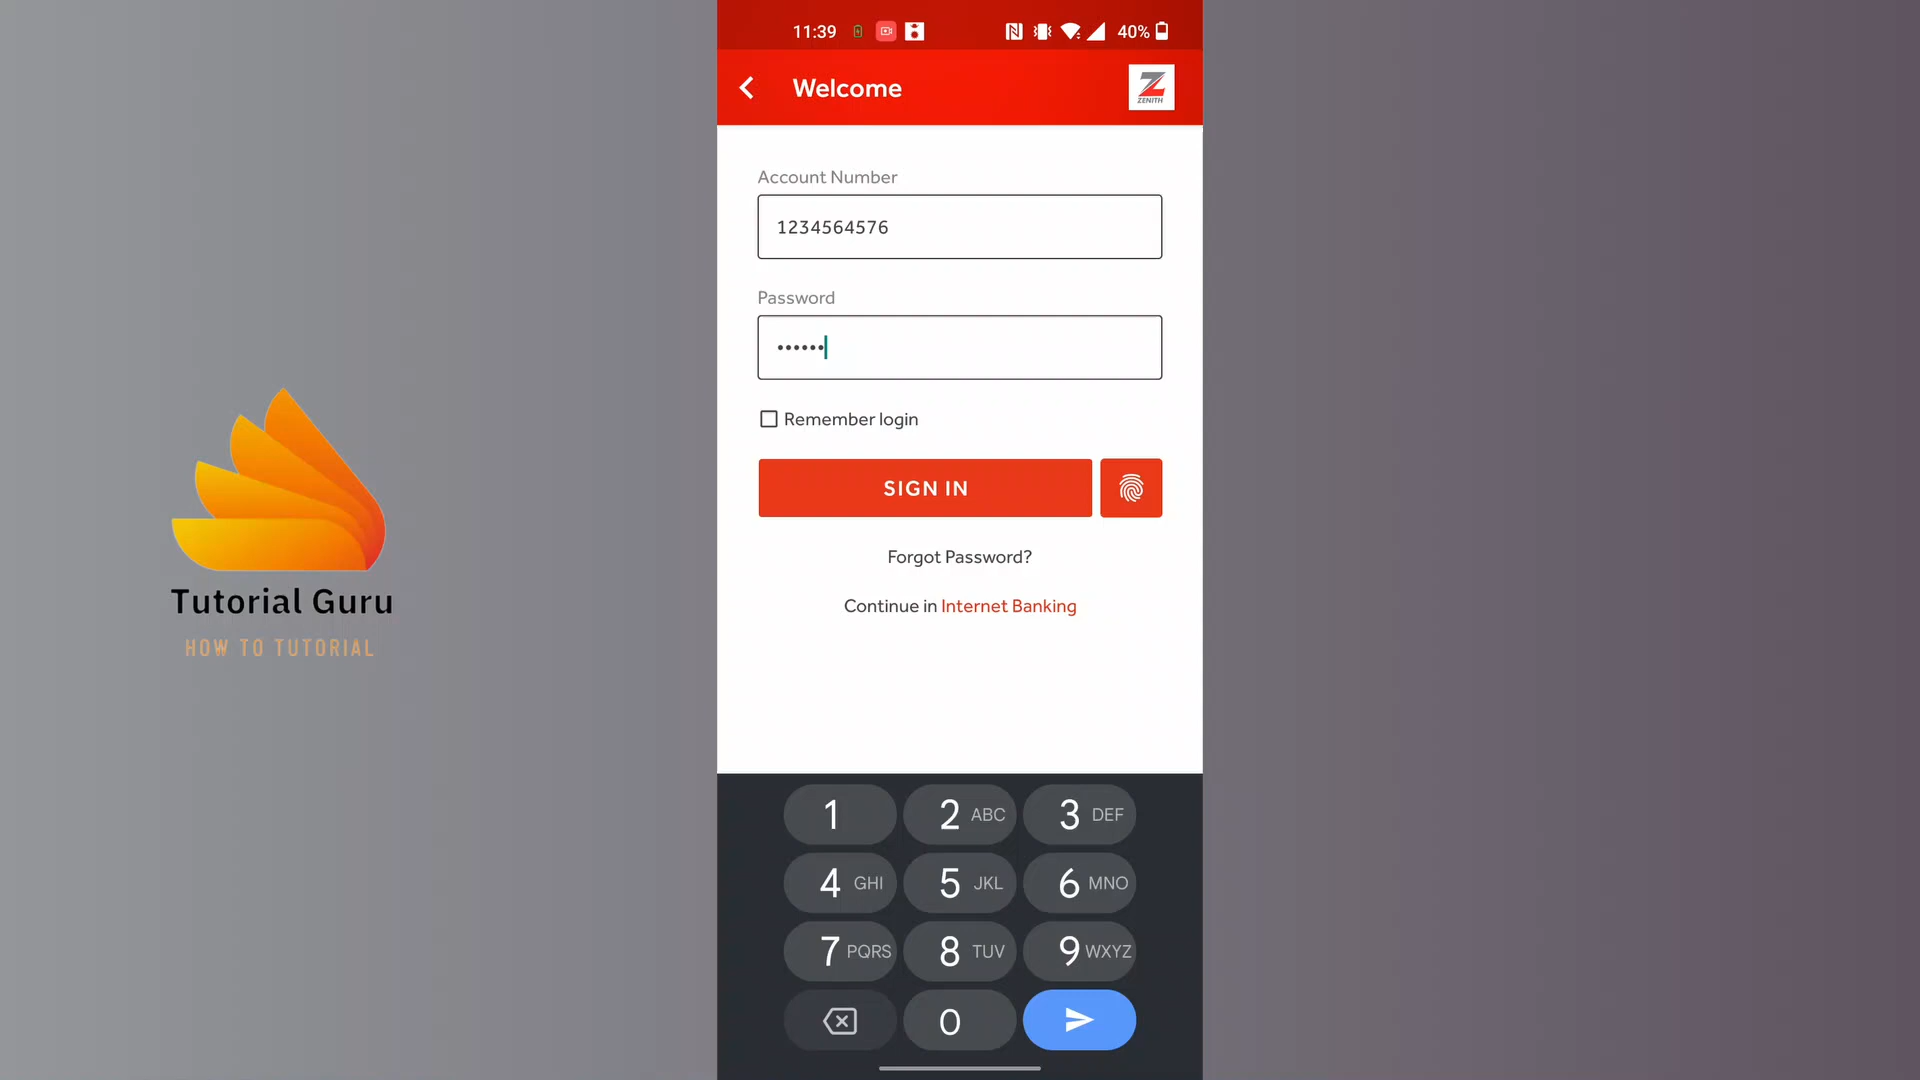 11:39
40%
Welcome
ZENITH
Account Number
1234564576
Password
••••••
Remember login
SIGN IN
Forgot Password?
Continue in Internet Banking
Tutorial Guru
HOW TO TUTORIAL
1
2 ABC
3 DEF
4 GHI
5 JKL
6 MNO
7 PQRS
8 TUV
9 WXYZ
0